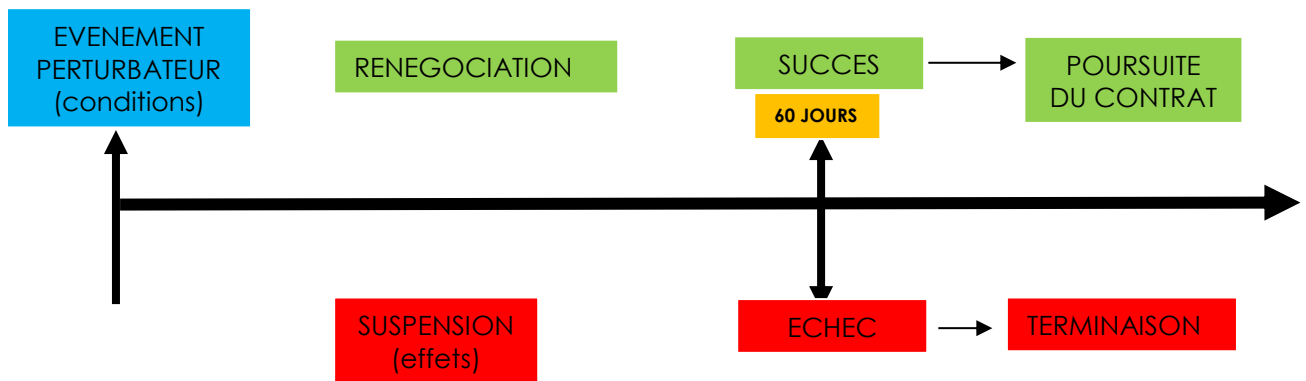 EVENEMENT
PERTURBATEUR
(conditions)
RENEGOCIATION
SUCCES
60 JOURS
POURSUITE
DU CONTRAT
SUSPENSION
(effets)
ECHEC
TERMINAISON